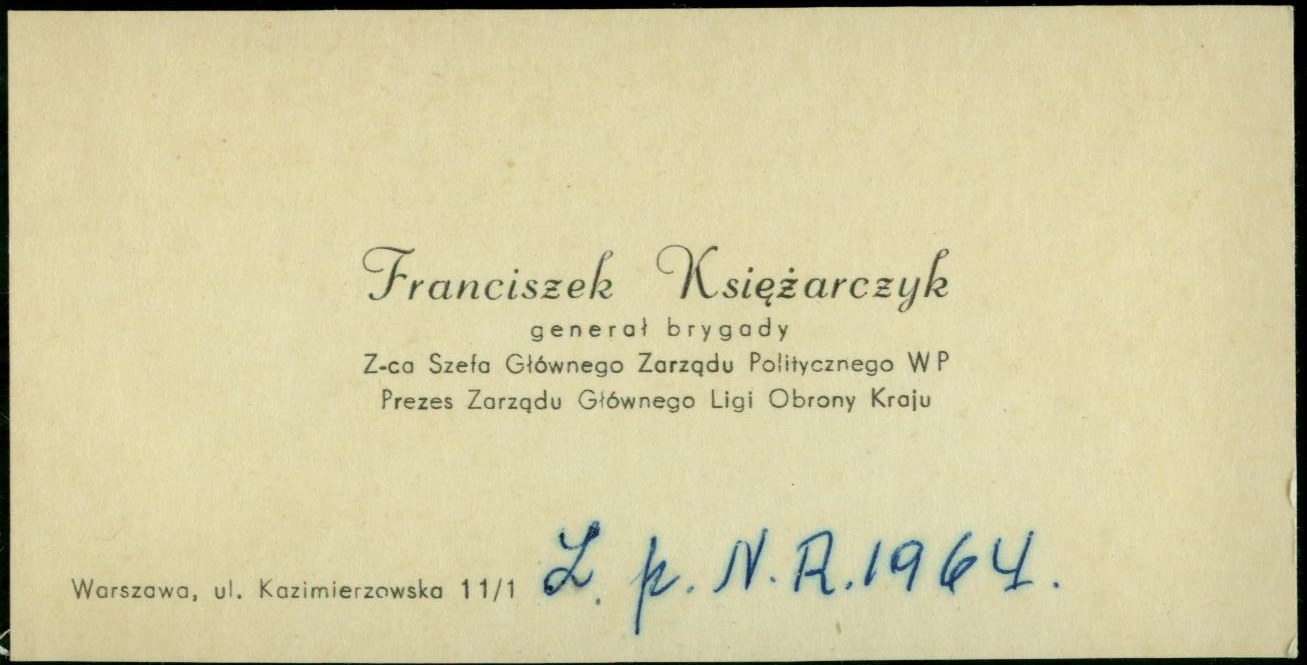 Franciszek Księżarczyk
generał brygady
Z-ca Szefa Głównego Zarządu Politycznego WP
Prezes Zarządu Głównego Ligi Obrony Kraju
Warszawa, ul. Kazimierzowska 11/1
Z. p. N. R. 1964.